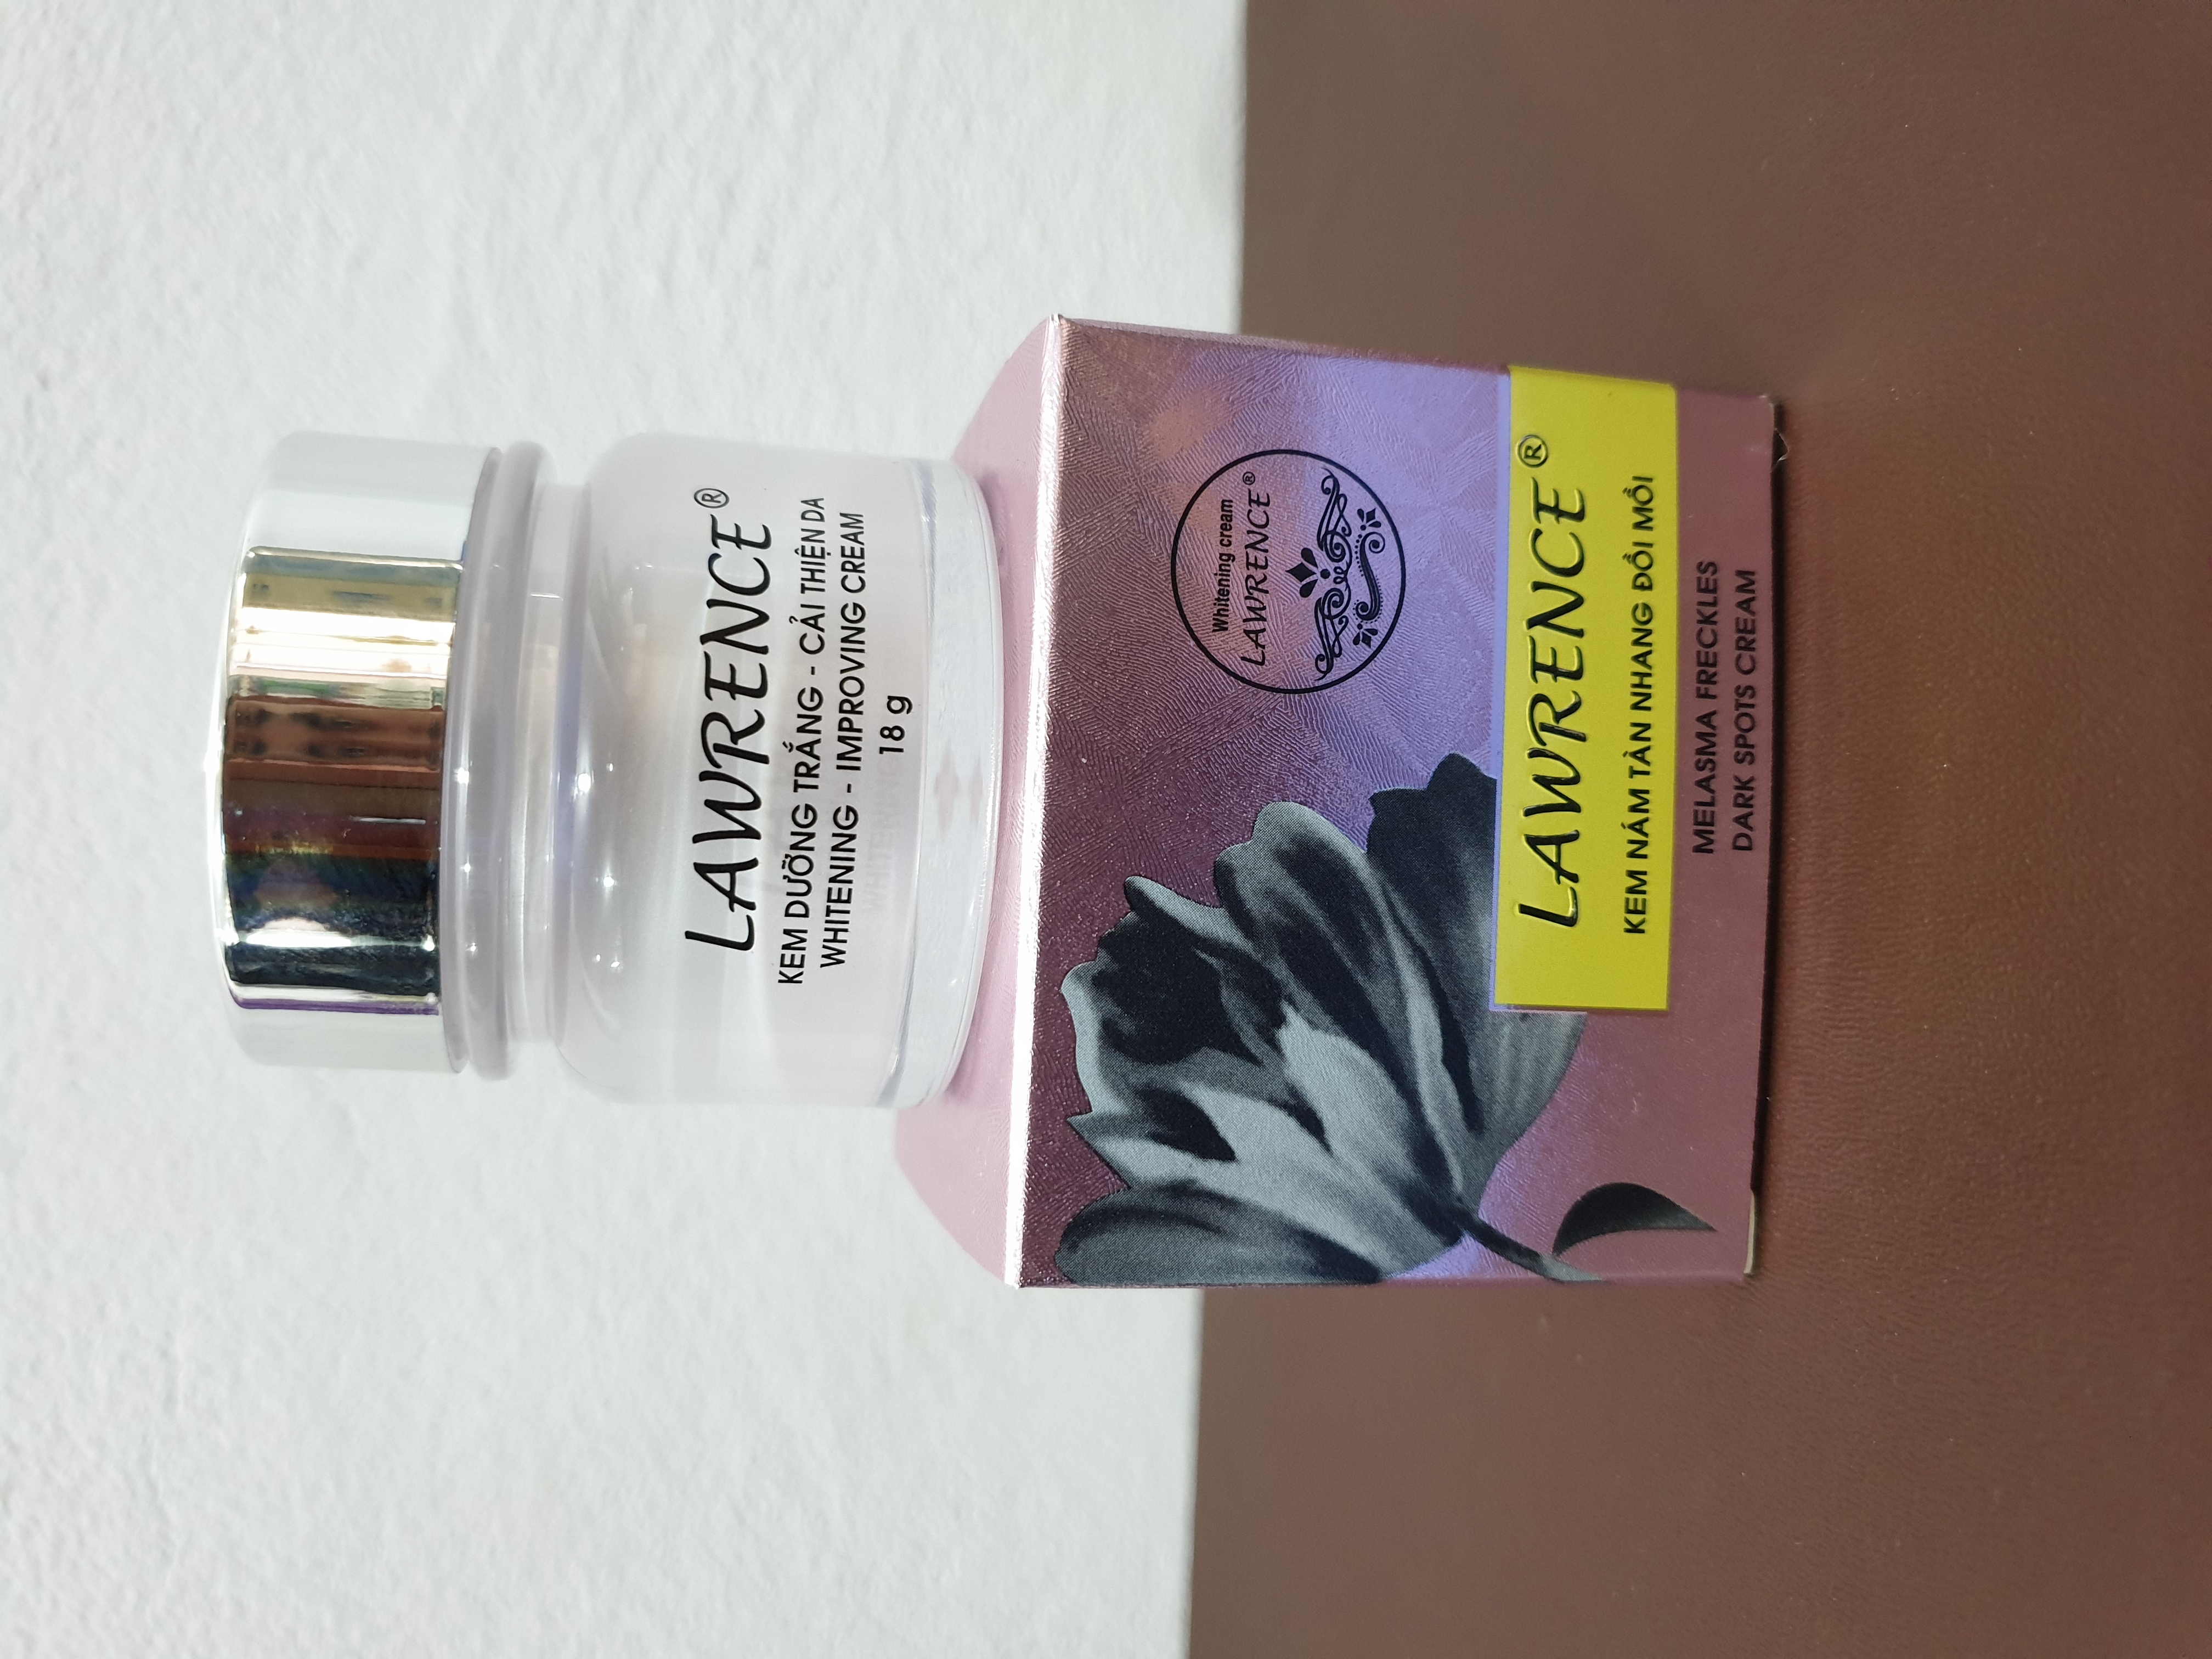 LAWRENCE®
KEM DƯỠNG TRẮNG - CẢI THIỆN DA
WHITENING - IMPROVING CREAM
18 g
Whitening cream
LAWRENCE®
LAWRENCE®
KEM NÁM TÀN NHANG ĐỒI MỒI
MELASMA FRECKLES
DARK SPOTS CREAM